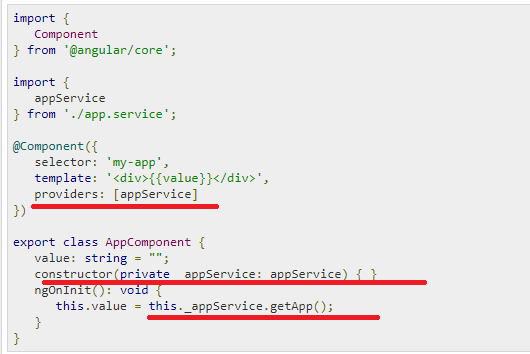 import {
   Component
} from '@angular/core';

import {
   appService
} from './app.service';

@Component({
   selector: 'my-app',
   template: '<div>{{value}}</div>',
   providers: [appService]
})

export class AppComponent {
   value: string = "";
   constructor(private _appService: appService) { }
   ngOnInit(): void {
      this.value = this._appService.getApp();
   }
}